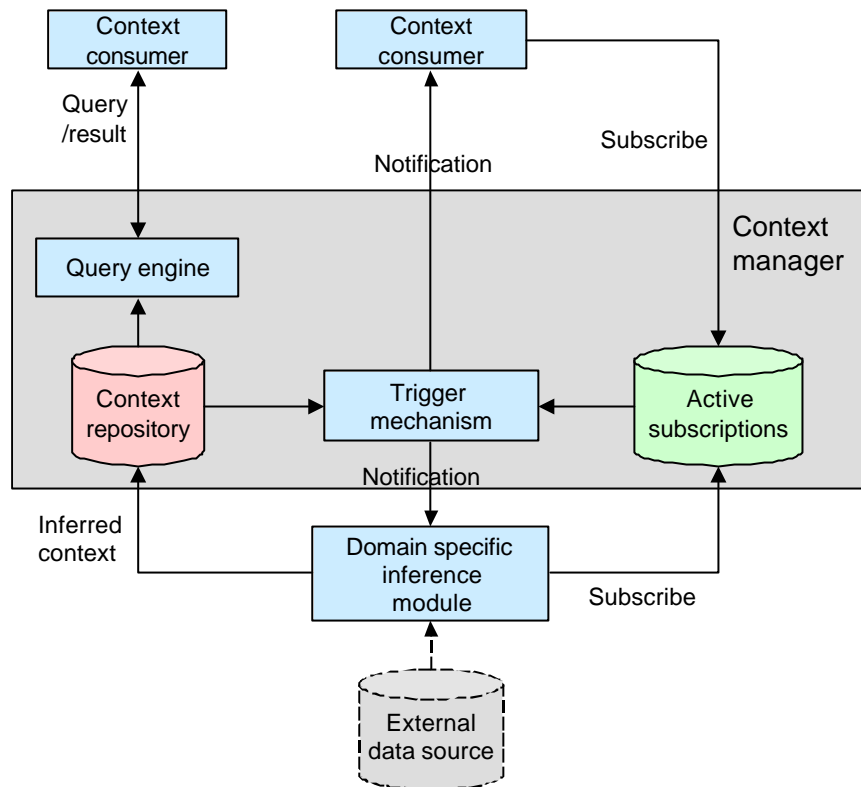 Context
consumer
Context
consumer
Query
/result
Notification
Subscribe
Context
manager
Query engine
Context
repository
Trigger
mechanism
Active
subscriptions
Notification
Inferred
context
Domain specific
inference
module
Subscribe
External
data source